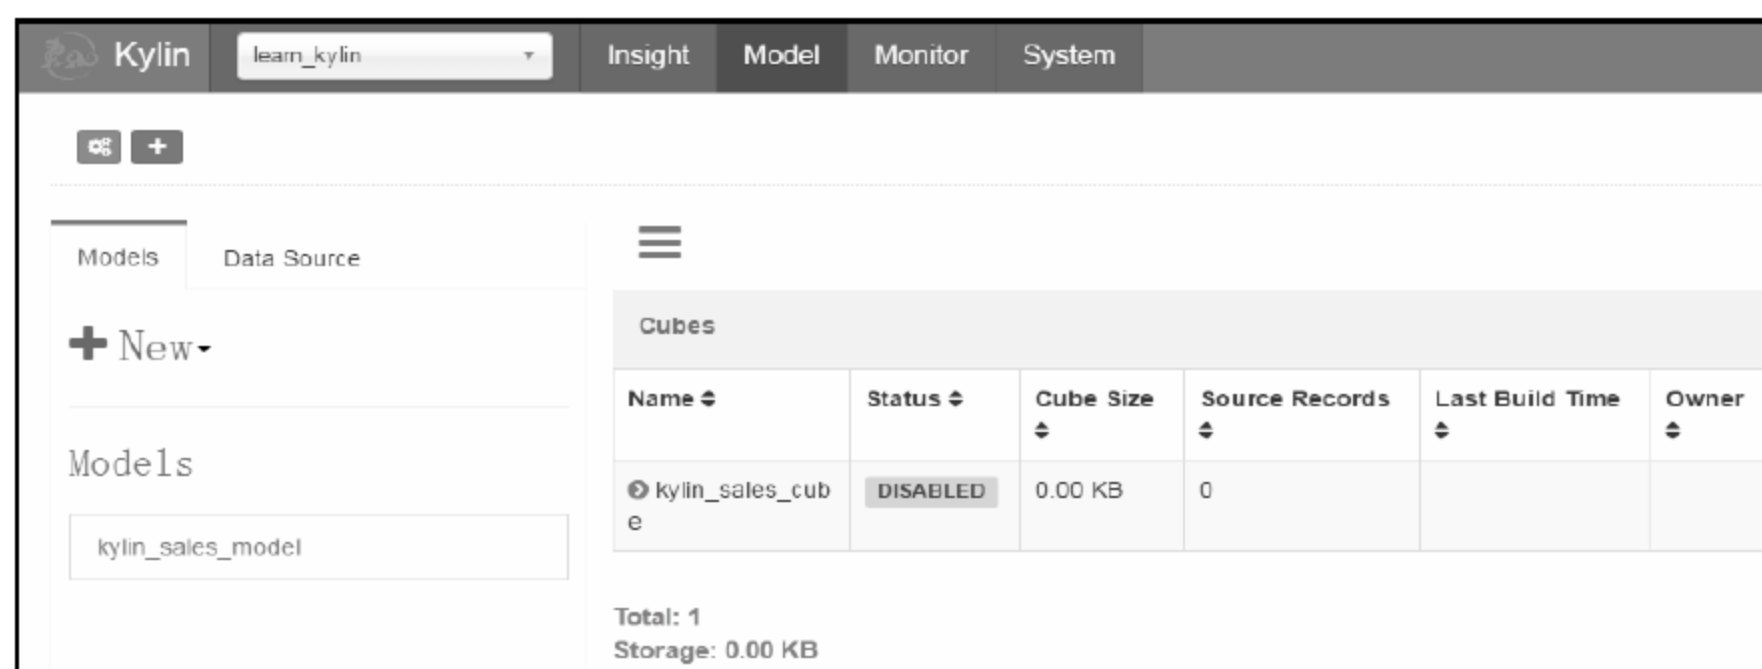 Kylin learn_kylin Insight Model Monitor System
Models Data Source
New
Cubes
Name Status Cube Size Source Records Last Build Time Owner
Models
kylin_sales_cub
e DISABLED 0.00 KB 0
kylin_sales_model
Total: 1
Storage: 0.00 KB